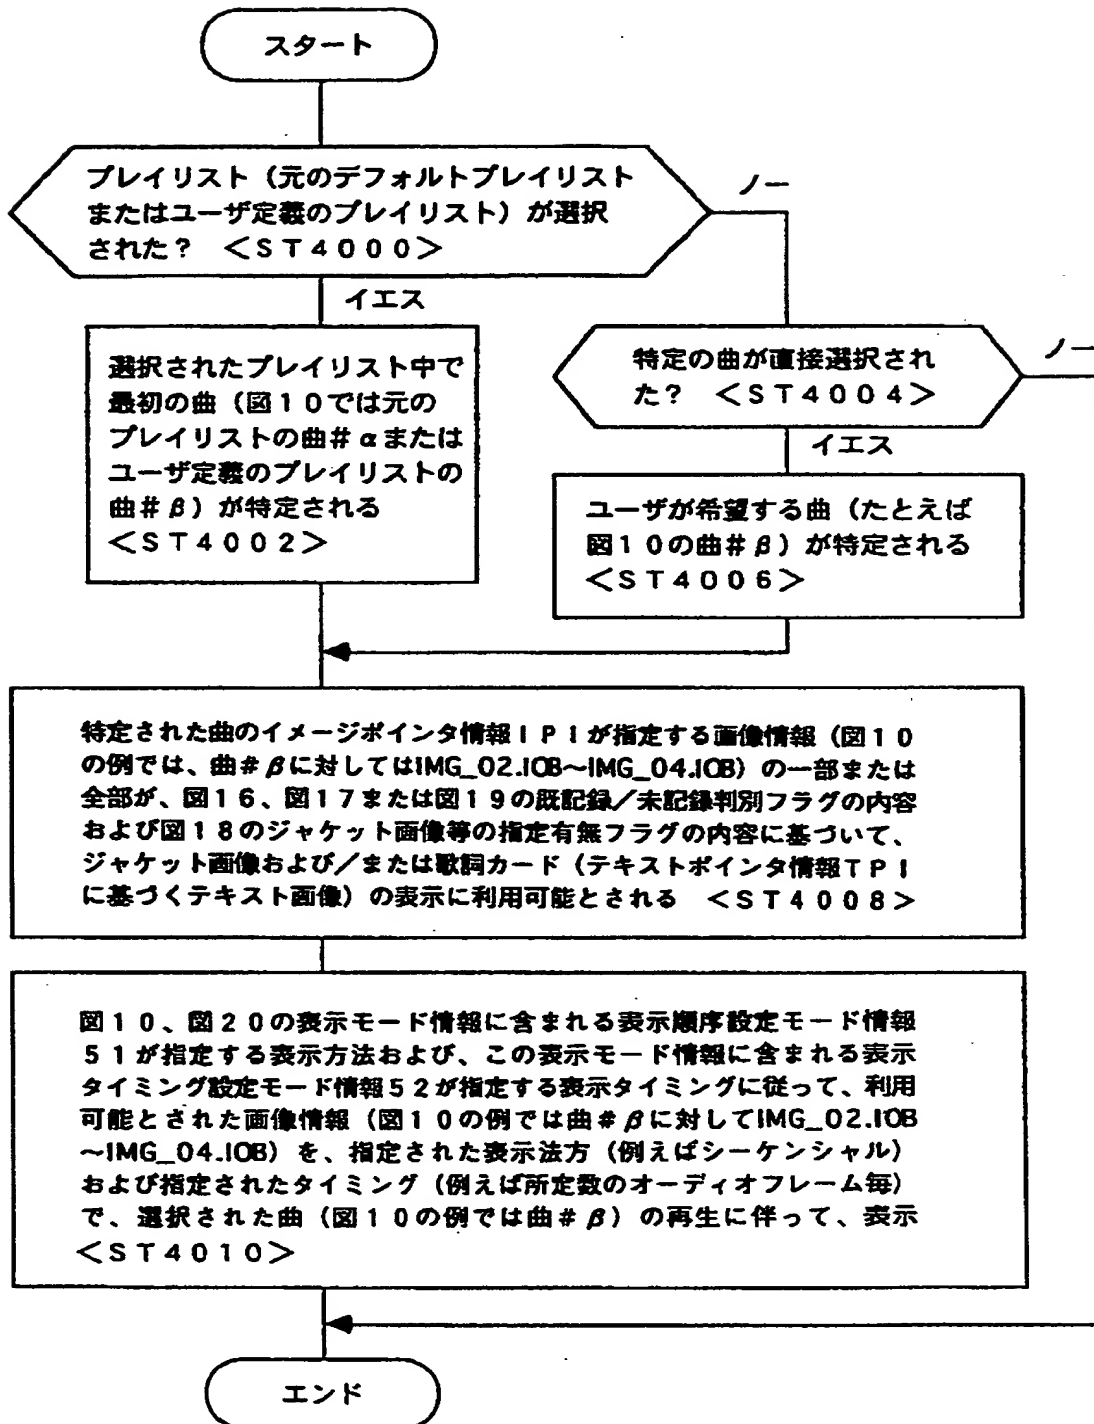 スタート
プレイリスト（元のデフォルトプレイリスト
またはユーザ定義のプレイリスト）が選択
された？　＜ＳＴ４０００＞
ノー
イエス
選択されたプレイリスト中で
最初の曲（図１０では元の
プレイリストの曲＃αまたは
ユーザ定義のプレイリストの
曲＃β）が特定される
＜ＳＴ４００２＞
特定の曲が直接選択され
た？　＜ＳＴ４００４＞
ノー
イエス
ユーザが希望する曲（たとえば
図１０の曲＃β）が特定される
＜ＳＴ４００６＞
特定された曲のイメージポインタ情報ＩＰＩが指定する画像情報（図１０
の例では、曲＃βに対してはIMG_02.IOB〜IMG_04.IOB）の一部または
全部が、図１６、図１７または図１９の既記録／未記録判別フラグの内容
および図１８のジャケット画像等の指定有無フラグの内容に基づいて、
ジャケット画像および／または歌詞カード（テキストポインタ情報ＴＰＩ
に基づくテキスト画像）の表示に利用可能とされる　＜ＳＴ４００８＞
図１０、図２０の表示モード情報に含まれる表示順序設定モード情報
５１が指定する表示方法および、この表示モード情報に含まれる表示
タイミング設定モード情報５２が指定する表示タイミングに従って、利用
可能とされた画像情報（図１０の例では曲＃βに対してIMG_02.IOB
〜IMG_04.IOB）を、指定された表示法方（例えばシーケンシャル）
および指定されたタイミング（例えば所定数のオーディオフレーム毎）
で、選択された曲（図１０の例では曲＃β）の再生に伴って、表示
＜ＳＴ４０１０＞
エンド